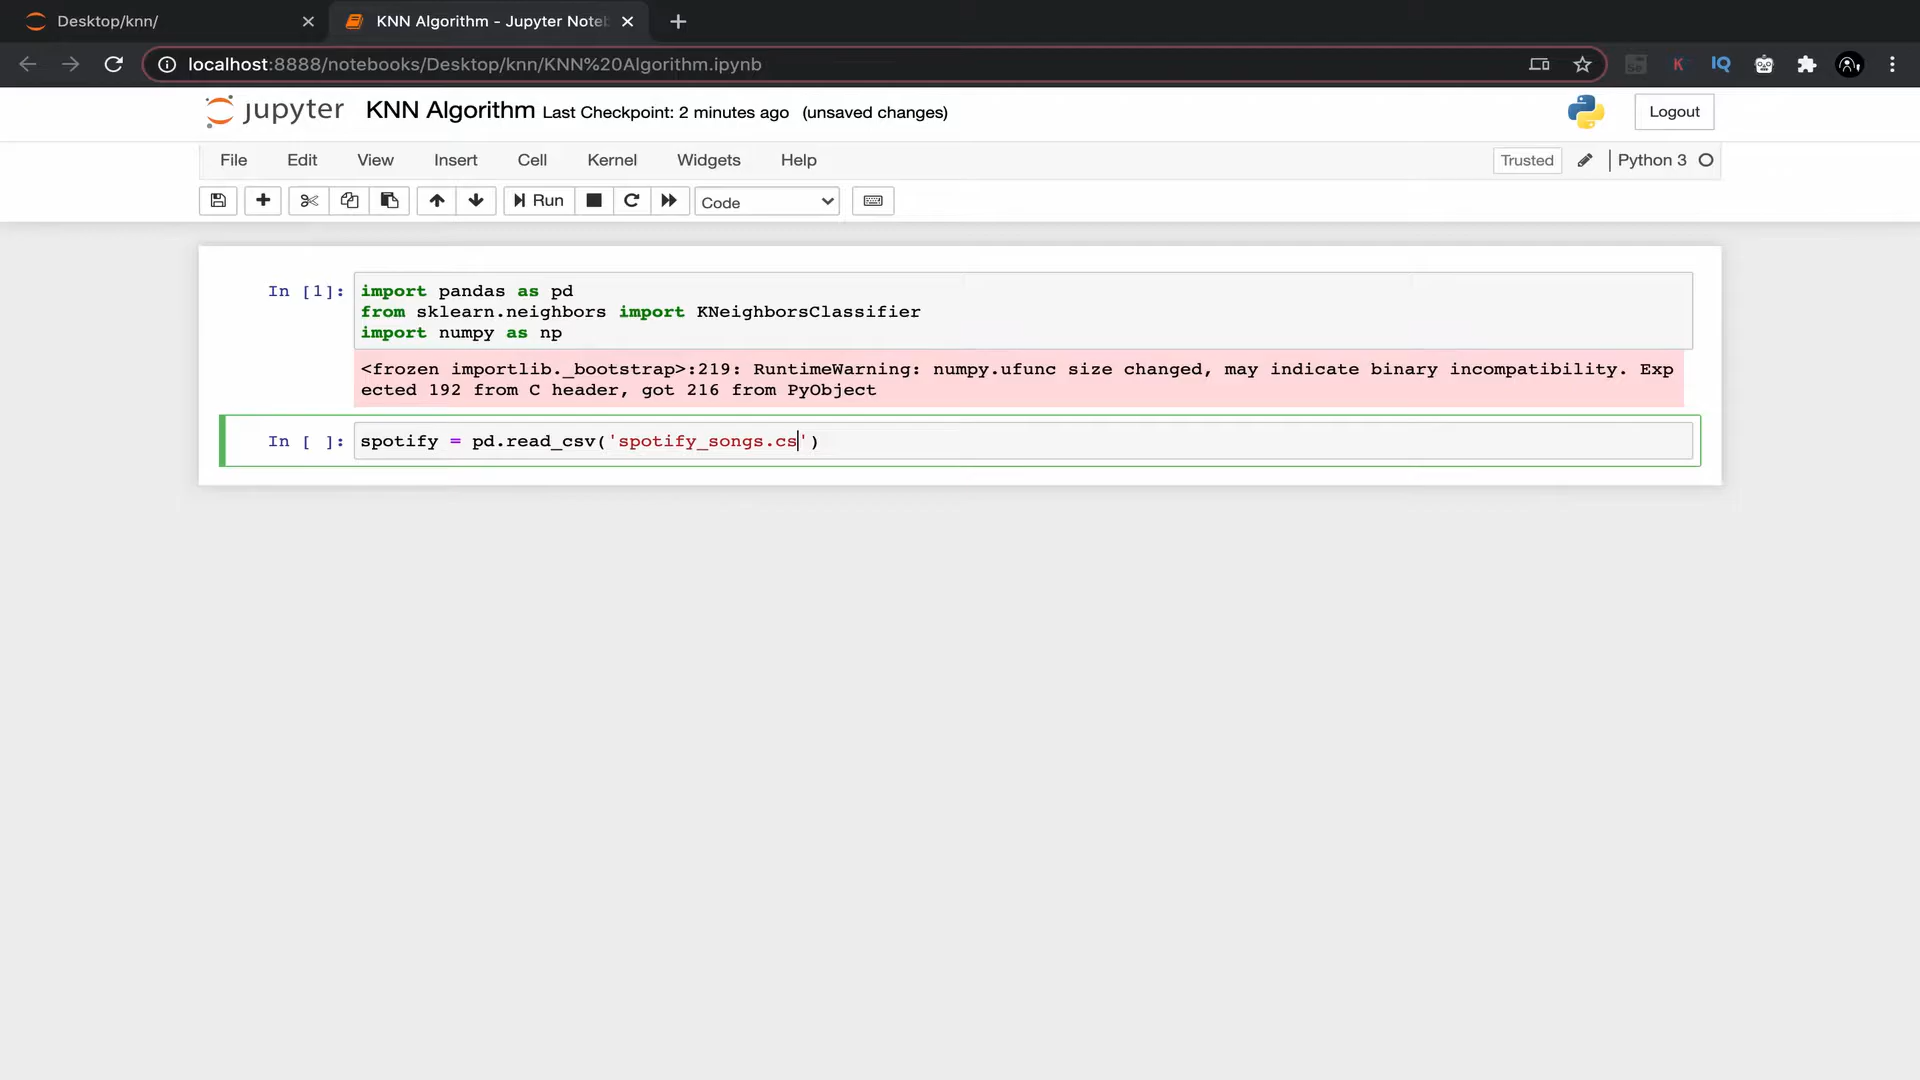 Desktop/knn/
KNN Algorithm - Jupyter Noteb
localhost:8888/notebooks/Desktop/knn/KNN%20Algorithm.ipynb
Se K IQ
jupyter KNN Algorithm Last Checkpoint: 2 minutes ago (unsaved changes)
Logout
File Edit View Insert Cell Kernel Widgets Help
Trusted Python 3
Run Code
In [1]: import pandas as pd
from sklearn.neighbors import KNeighborsClassifier
import numpy as np
<frozen importlib._bootstrap>:219: RuntimeWarning: numpy.ufunc size changed, may indicate binary incompatibility. Exp
ected 192 from C header, got 216 from PyObject
In [ ]: spotify = pd.read_csv('spotify_songs.cs')